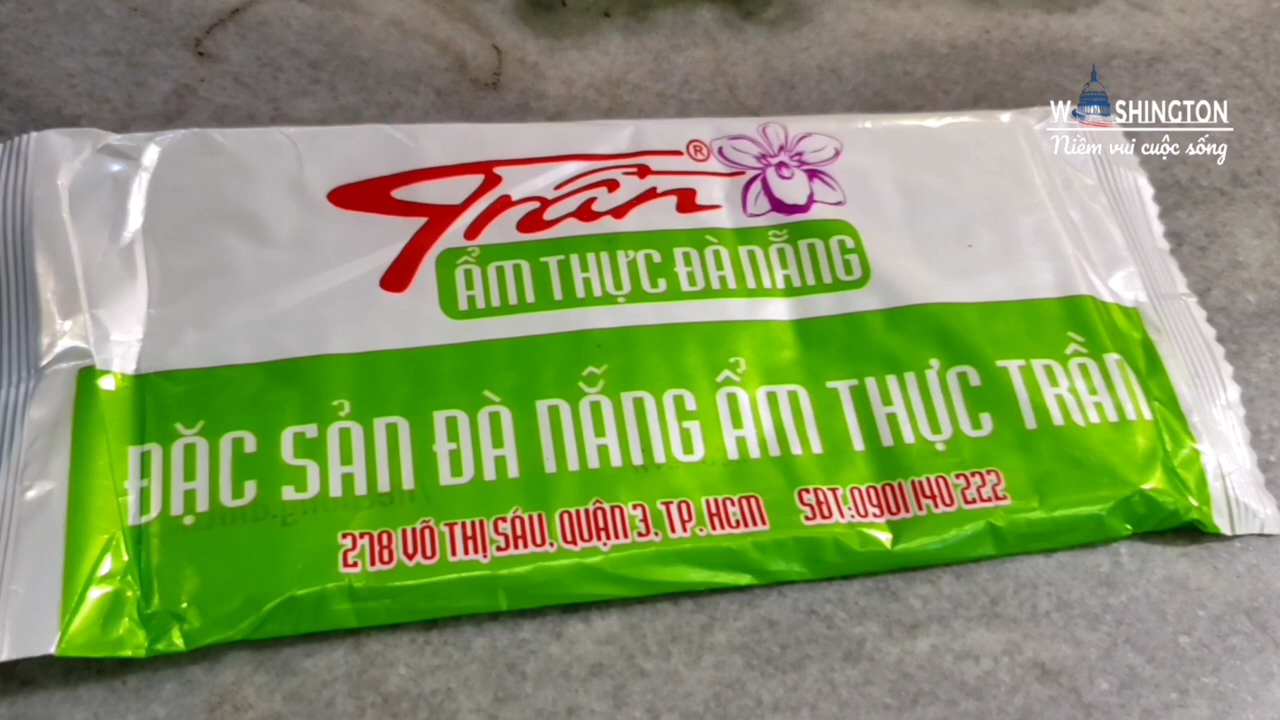 WASHINGTON
Niềm vui cuộc sống
Trần ®
ẨM THỰC ĐÀ NẴNG
ĐẶC SẢN ĐÀ NẴNG ẨM THỰC TRẦN
278 VÕ THỊ SÁU, QUẬN 3, TP.HCM SĐT:0901 140 222